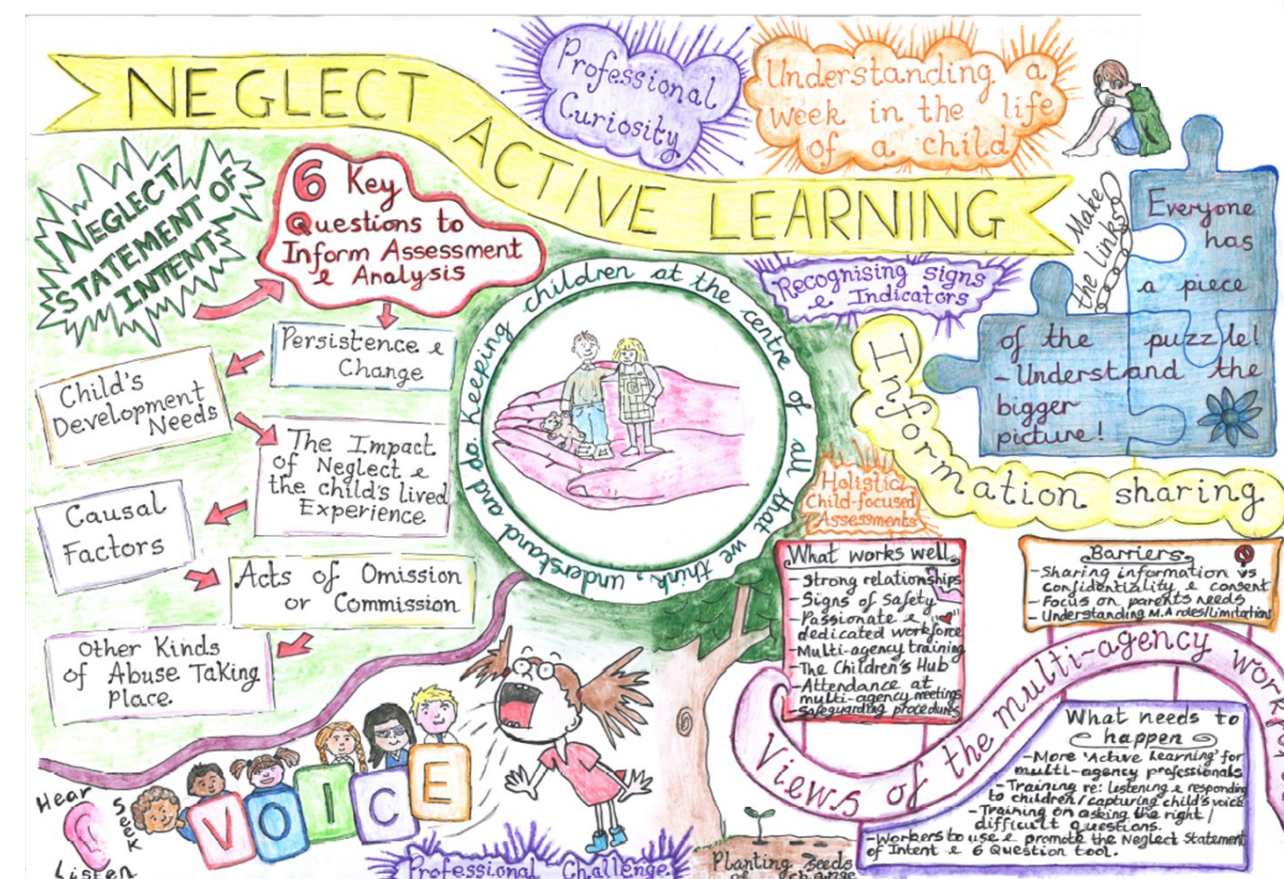 NEGLECT ACTIVE LEARNING
Professional
Curiosity
Understanding a
week in the life
of a child
NEGLECT
STATEMENT OF
INTENT
6 Key
Questions to
Inform Assessment
& Analysis
Persistence &
Change
Child's
Development
Needs
The Impact
of Neglect &
the child's lived
Experience
Causal
Factors
Acts of Omission
or Commission
Other Kinds
of Abuse Taking
Place.
keeping children at the centre of all that we think, understand and do.
Recognising signs
& Indicators
Make
the links
Everyone
has
a piece
of the puzzle!
- Understand the
bigger
picture!
Information sharing
Holistic
Child-focused
Assessments
What works well
- Strong relationships
- Signs of Safety
- Passionate &
dedicated workforce
- Multi-agency training
- The Children's Hub
- Attendance at
multi-agency meetings
- Safeguarding procedures
Barriers
- Sharing information vs
confidentiality & consent
- Focus on parents needs
- Understanding M.A roles/limitations
Views of the multi-agency
What needs to
happen
- More 'Active Learning' for
multi-agency professionals
- Training re: listening & responding
to children/capturing child's voice
- Training on asking the right/
difficult questions.
- Workers to use & promote the Neglect Statement
of Intent & 6 Question tool.
Hear
Seek
Listen
VOICE
Professional Challenge
Planting Seeds
of change